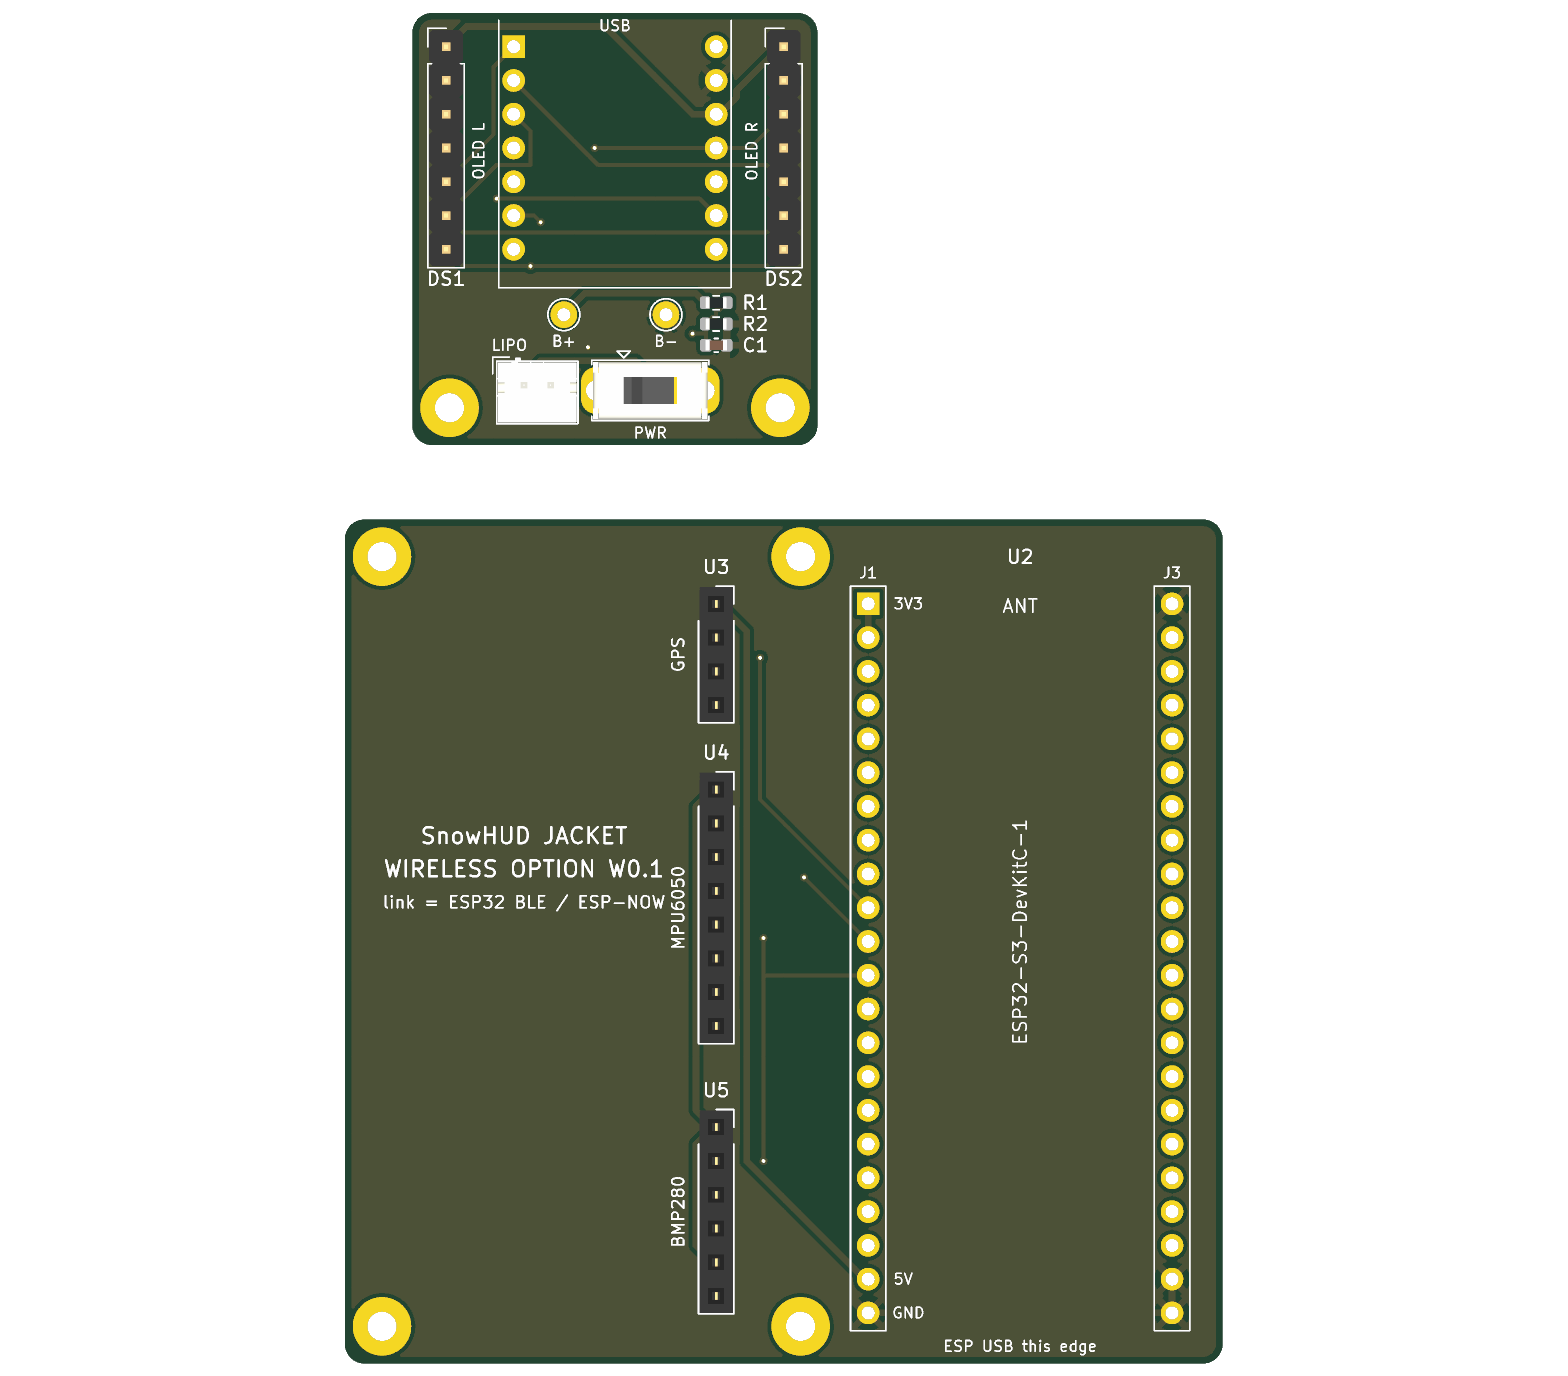 USB
OLED L
OLED R
DS1
DS2
R1
R2
C1
B+
B-
LIPO
PWR
U3
U2
J1
J3
3V3
ANT
GPS
U4
SnowHUD JACKET
WIRELESS OPTION W0.1
link = ESP32 BLE / ESP-NOW
MPU6050
ESP32-S3-DevKitC-1
U5
BMP280
5V
GND
ESP USB this edge